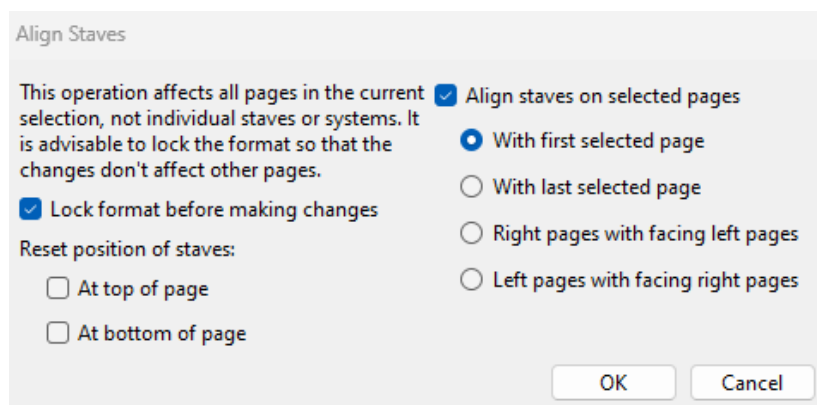 Align Staves
This operation affects all pages in the current
selection, not individual staves or systems. It
is advisable to lock the format so that the
changes don't affect other pages.
Lock format before making changes
Reset position of staves:
At top of page
At bottom of page
Align staves on selected pages
With first selected page
With last selected page
Right pages with facing left pages
Left pages with facing right pages
OK
Cancel